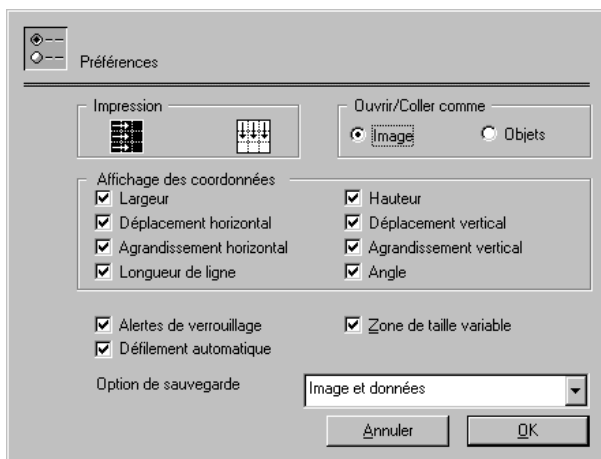 Préférences
Impression
Ouvrir/Coller comme
Image
Objets
Affichage des coordonnées
Largeur
Hauteur
Déplacement horizontal
Déplacement vertical
Agrandissement horizontal
Agrandissement vertical
Longueur de ligne
Angle
Alertes de verrouillage
Zone de taille variable
Défilement automatique
Option de sauvegarde
Image et données
Annuler
OK